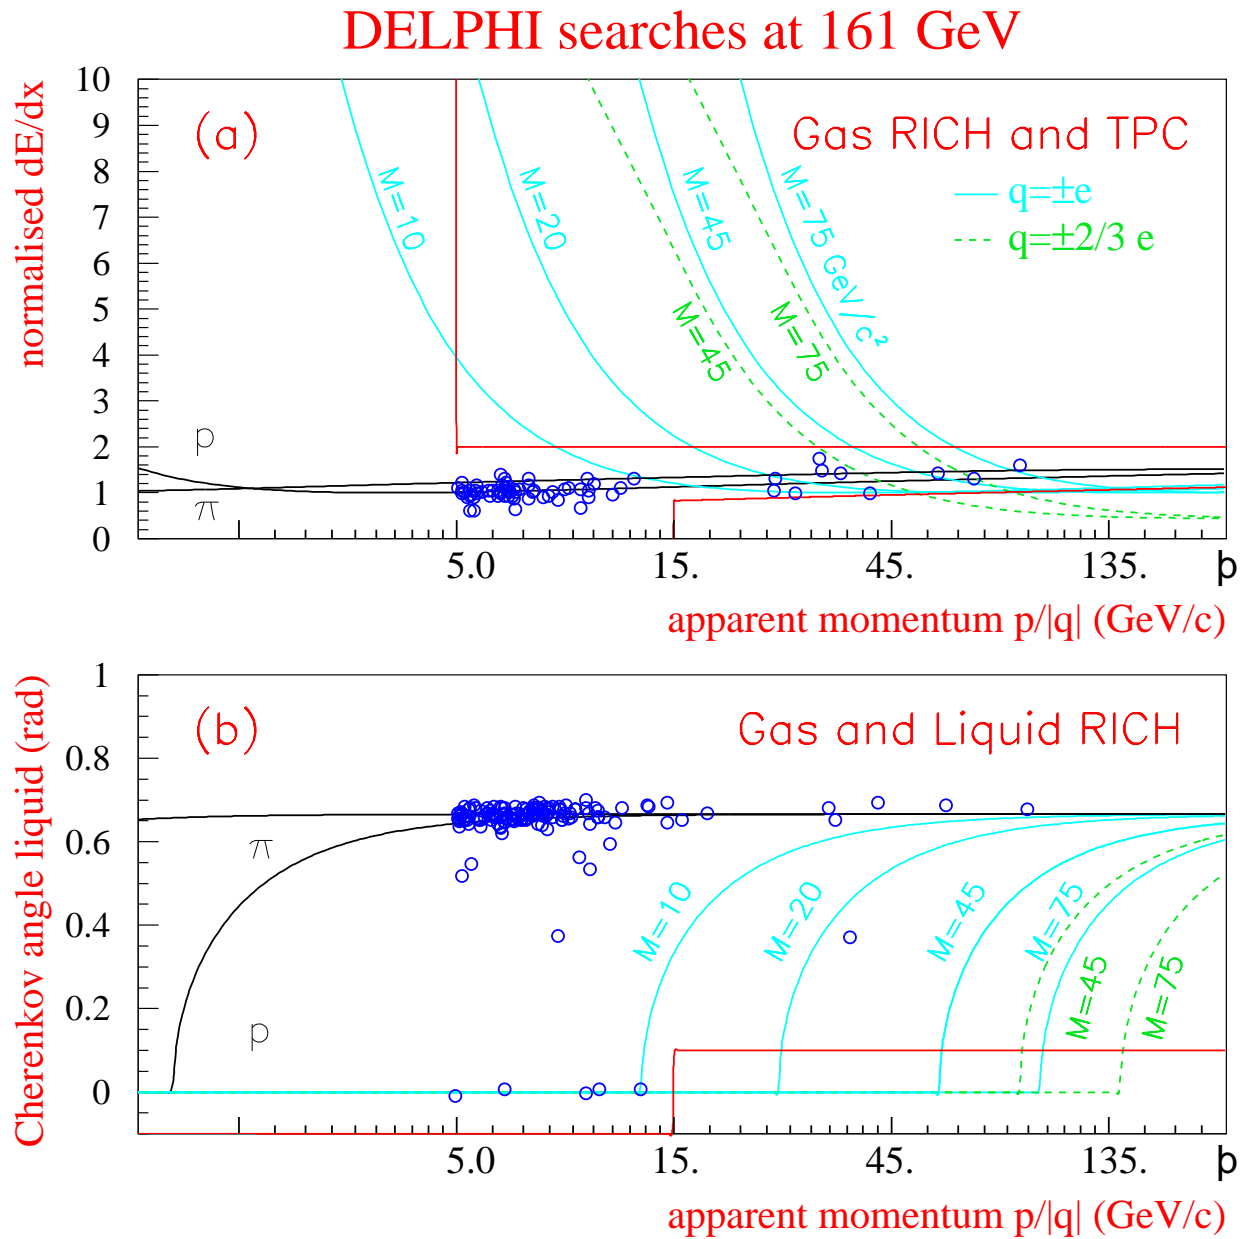 DELPHI searches at 161 GeV
normalised dE/dx
10
9
8
7
6
5
4
3
2
1
0
(a)
Gas RICH and TPC
q=±e
q=±2/3 e
M=10
M=20
M=45
M=75 GeV/c²
M=45
M=75
p
π
5.0
15.
45.
135.
p
apparent momentum p/|q| (GeV/c)
Cherenkov angle liquid (rad)
1
0.8
0.6
0.4
0.2
0
(b)
Gas and Liquid RICH
π
p
M=10
M=20
M=45
M=75
M=45
M=75
5.0
15.
45.
135.
p
apparent momentum p/|q| (GeV/c)